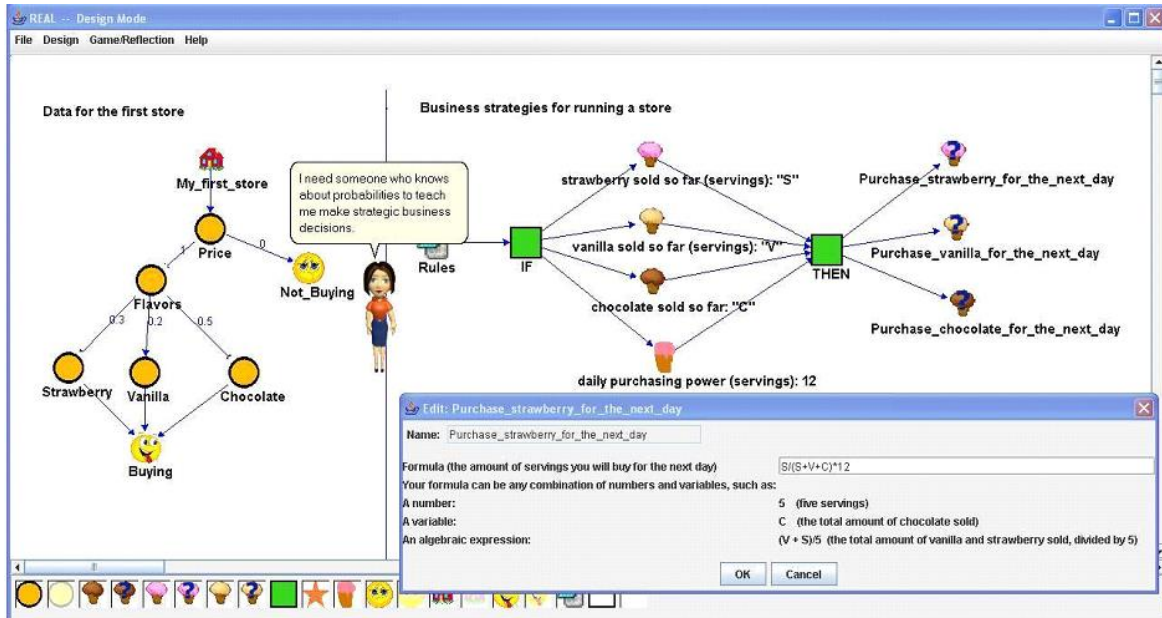 REAL -- Design Mode
File Design Game/Reflection Help
Data for the first store
Business strategies for running a store
My_first_store
I need someone who knows
about probabilities to teach
me make strategic business
decisions.
Price
1
0
Not_Buying
Flavors
0.3
0.2
0.5
Strawberry
Vanilla
Chocolate
Buying
Rules
IF
strawberry sold so far (servings): "S"
vanilla sold so far (servings): "V"
chocolate sold so far: "C"
daily purchasing power (servings): 12
THEN
Purchase_strawberry_for_the_next_day
Purchase_vanilla_for_the_next_day
Purchase_chocolate_for_the_next_day
Edit: Purchase_strawberry_for_the_next_day
Name: Purchase_strawberry_for_the_next_day
Formula (the amount of servings you will buy for the next day) S/(S+V+C)*12
Your formula can be any combination of numbers and variables, such as:
A number: 5 (five servings)
A variable: C (the total amount of chocolate sold)
An algebraic expression: (V + S)/5 (the total amount of vanilla and strawberry sold, divided by 5)
OK Cancel